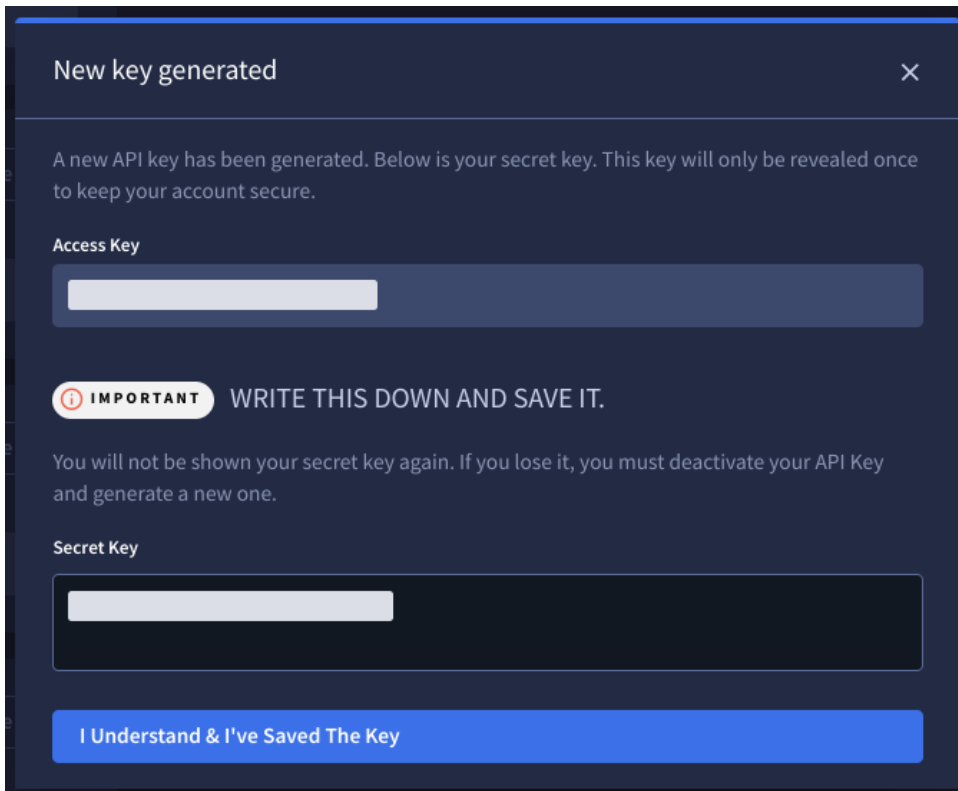 New key generated
A new API key has been generated. Below is your secret key. This key will only be revealed once
to keep your account secure.
Access Key
IMPORTANT WRITE THIS DOWN AND SAVE IT.
You will not be shown your secret key again. If you lose it, you must deactivate your API Key
and generate a new one.
Secret Key
I Understand & I've Saved The Key